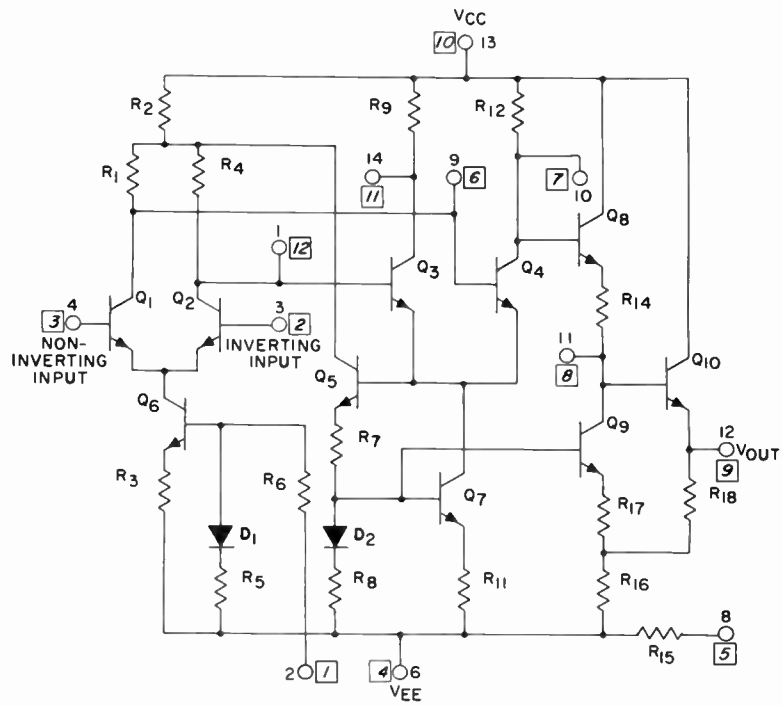 VCC
10 13
R2
R9
R12
R1
R4
14
11
9
6
7
10
Q8
1
12
Q1
Q2
Q3
Q4
R14
3 4
NON-
INVERTING
INPUT
3
2
INVERTING
INPUT
11
8
Q10
Q5
Q6
Q9
12
VOUT
9
R3
R6
R7
Q7
R17
R18
D1
D2
R5
R8
R11
R16
R15
8
5
2 1
4 6
VEE